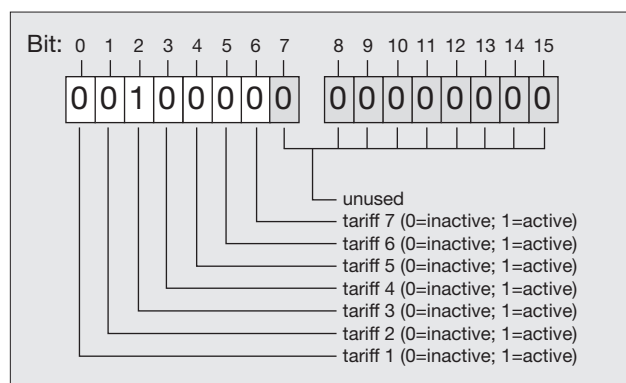 Bit: 0 1 2 3 4 5 6 7 8 9 10 11 12 13 14 15
0 0 1 0 0 0 0 0 0 0 0 0 0 0 0 0
unused
tariff 7 (0=inactive; 1=active)
tariff 6 (0=inactive; 1=active)
tariff 5 (0=inactive; 1=active)
tariff 4 (0=inactive; 1=active)
tariff 3 (0=inactive; 1=active)
tariff 2 (0=inactive; 1=active)
tariff 1 (0=inactive; 1=active)